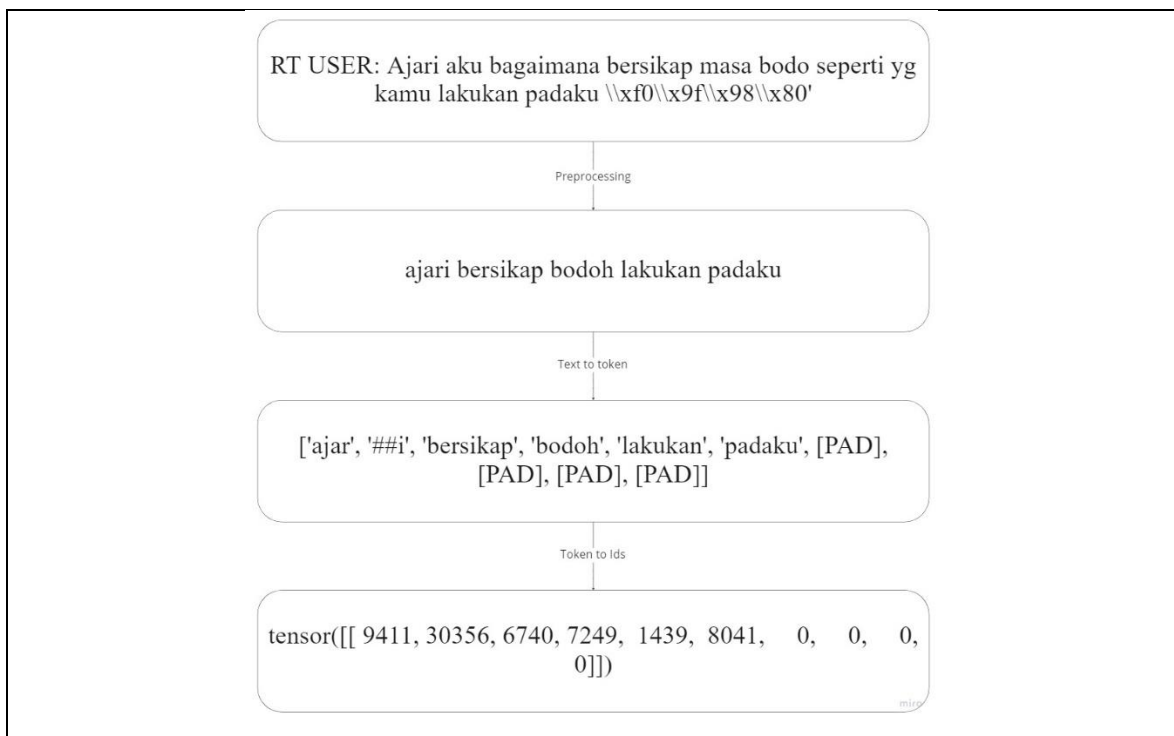 RT USER: Ajari aku bagaimana bersikap masa bodo seperti yg
kamu lakukan padaku \\xf0\\x9f\\x98\\x80'
Preprocessing
ajari bersikap bodoh lakukan padaku
Text to token
['ajar', '##i', 'bersikap', 'bodoh', 'lakukan', 'padaku', [PAD],
[PAD], [PAD], [PAD]]
Token to Ids
tensor([[ 9411, 30356, 6740, 7249, 1439, 8041, 0, 0, 0,
0]])
miro